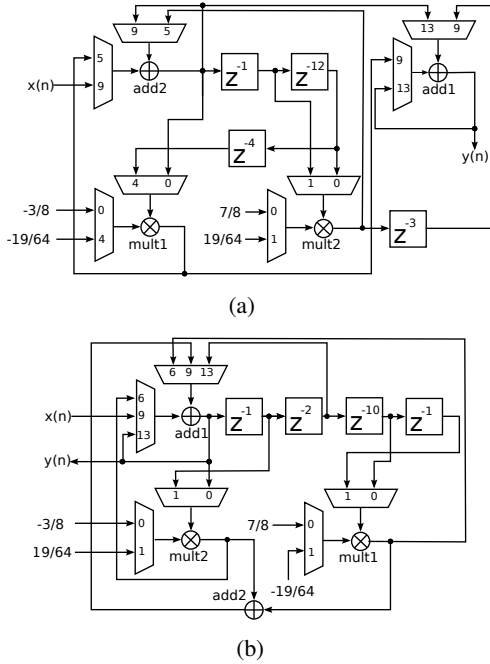 9 5
13 9
5
9
x(n)
add2
z⁻¹
z⁻¹²
9
13
add1
y(n)
z⁻⁴
4 0
1 0
-3/8
0
-19/64
4
mult1
7/8
0
19/64
1
mult2
z⁻³
(a)
6 9 13
6
9
13
x(n)
y(n)
add1
z⁻¹
z⁻²
z⁻¹⁰
z⁻¹
1 0
1 0
-3/8
0
19/64
1
mult2
7/8
0
1
-19/64
mult1
add2
(b)